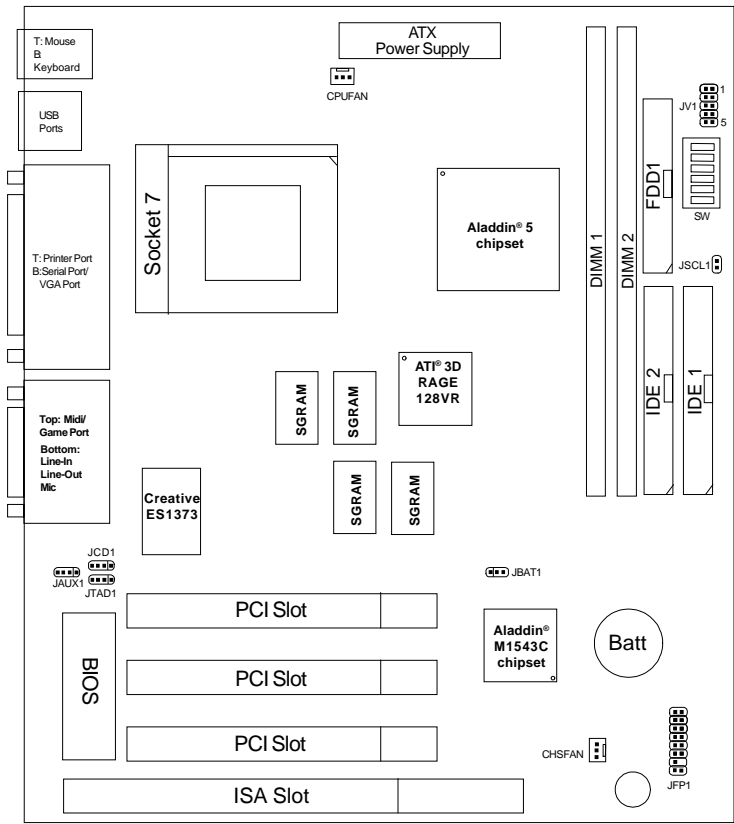 T: Mouse
B:
Keyboard
USB
Ports
T: Printer Port
B:Serial Port/
VGA Port
Top: Midi/
Game Port
Bottom:
Line-In
Line-Out
Mic
ATX
Power Supply
CPUFAN
Socket 7
Aladdin® 5
chipset
DIMM 1
DIMM 2
FDD1
JV1
1
5
SW
JSCL1
IDE 2
IDE 1
ATI® 3D
RAGE
128VR
SGRAM
SGRAM
SGRAM
SGRAM
Creative
ES1373
JCD1
JAUX1
JTAD1
JBAT1
BIOS
PCI Slot
PCI Slot
PCI Slot
ISA Slot
Aladdin®
M1543C
chipset
Batt
CHSFAN
JFP1